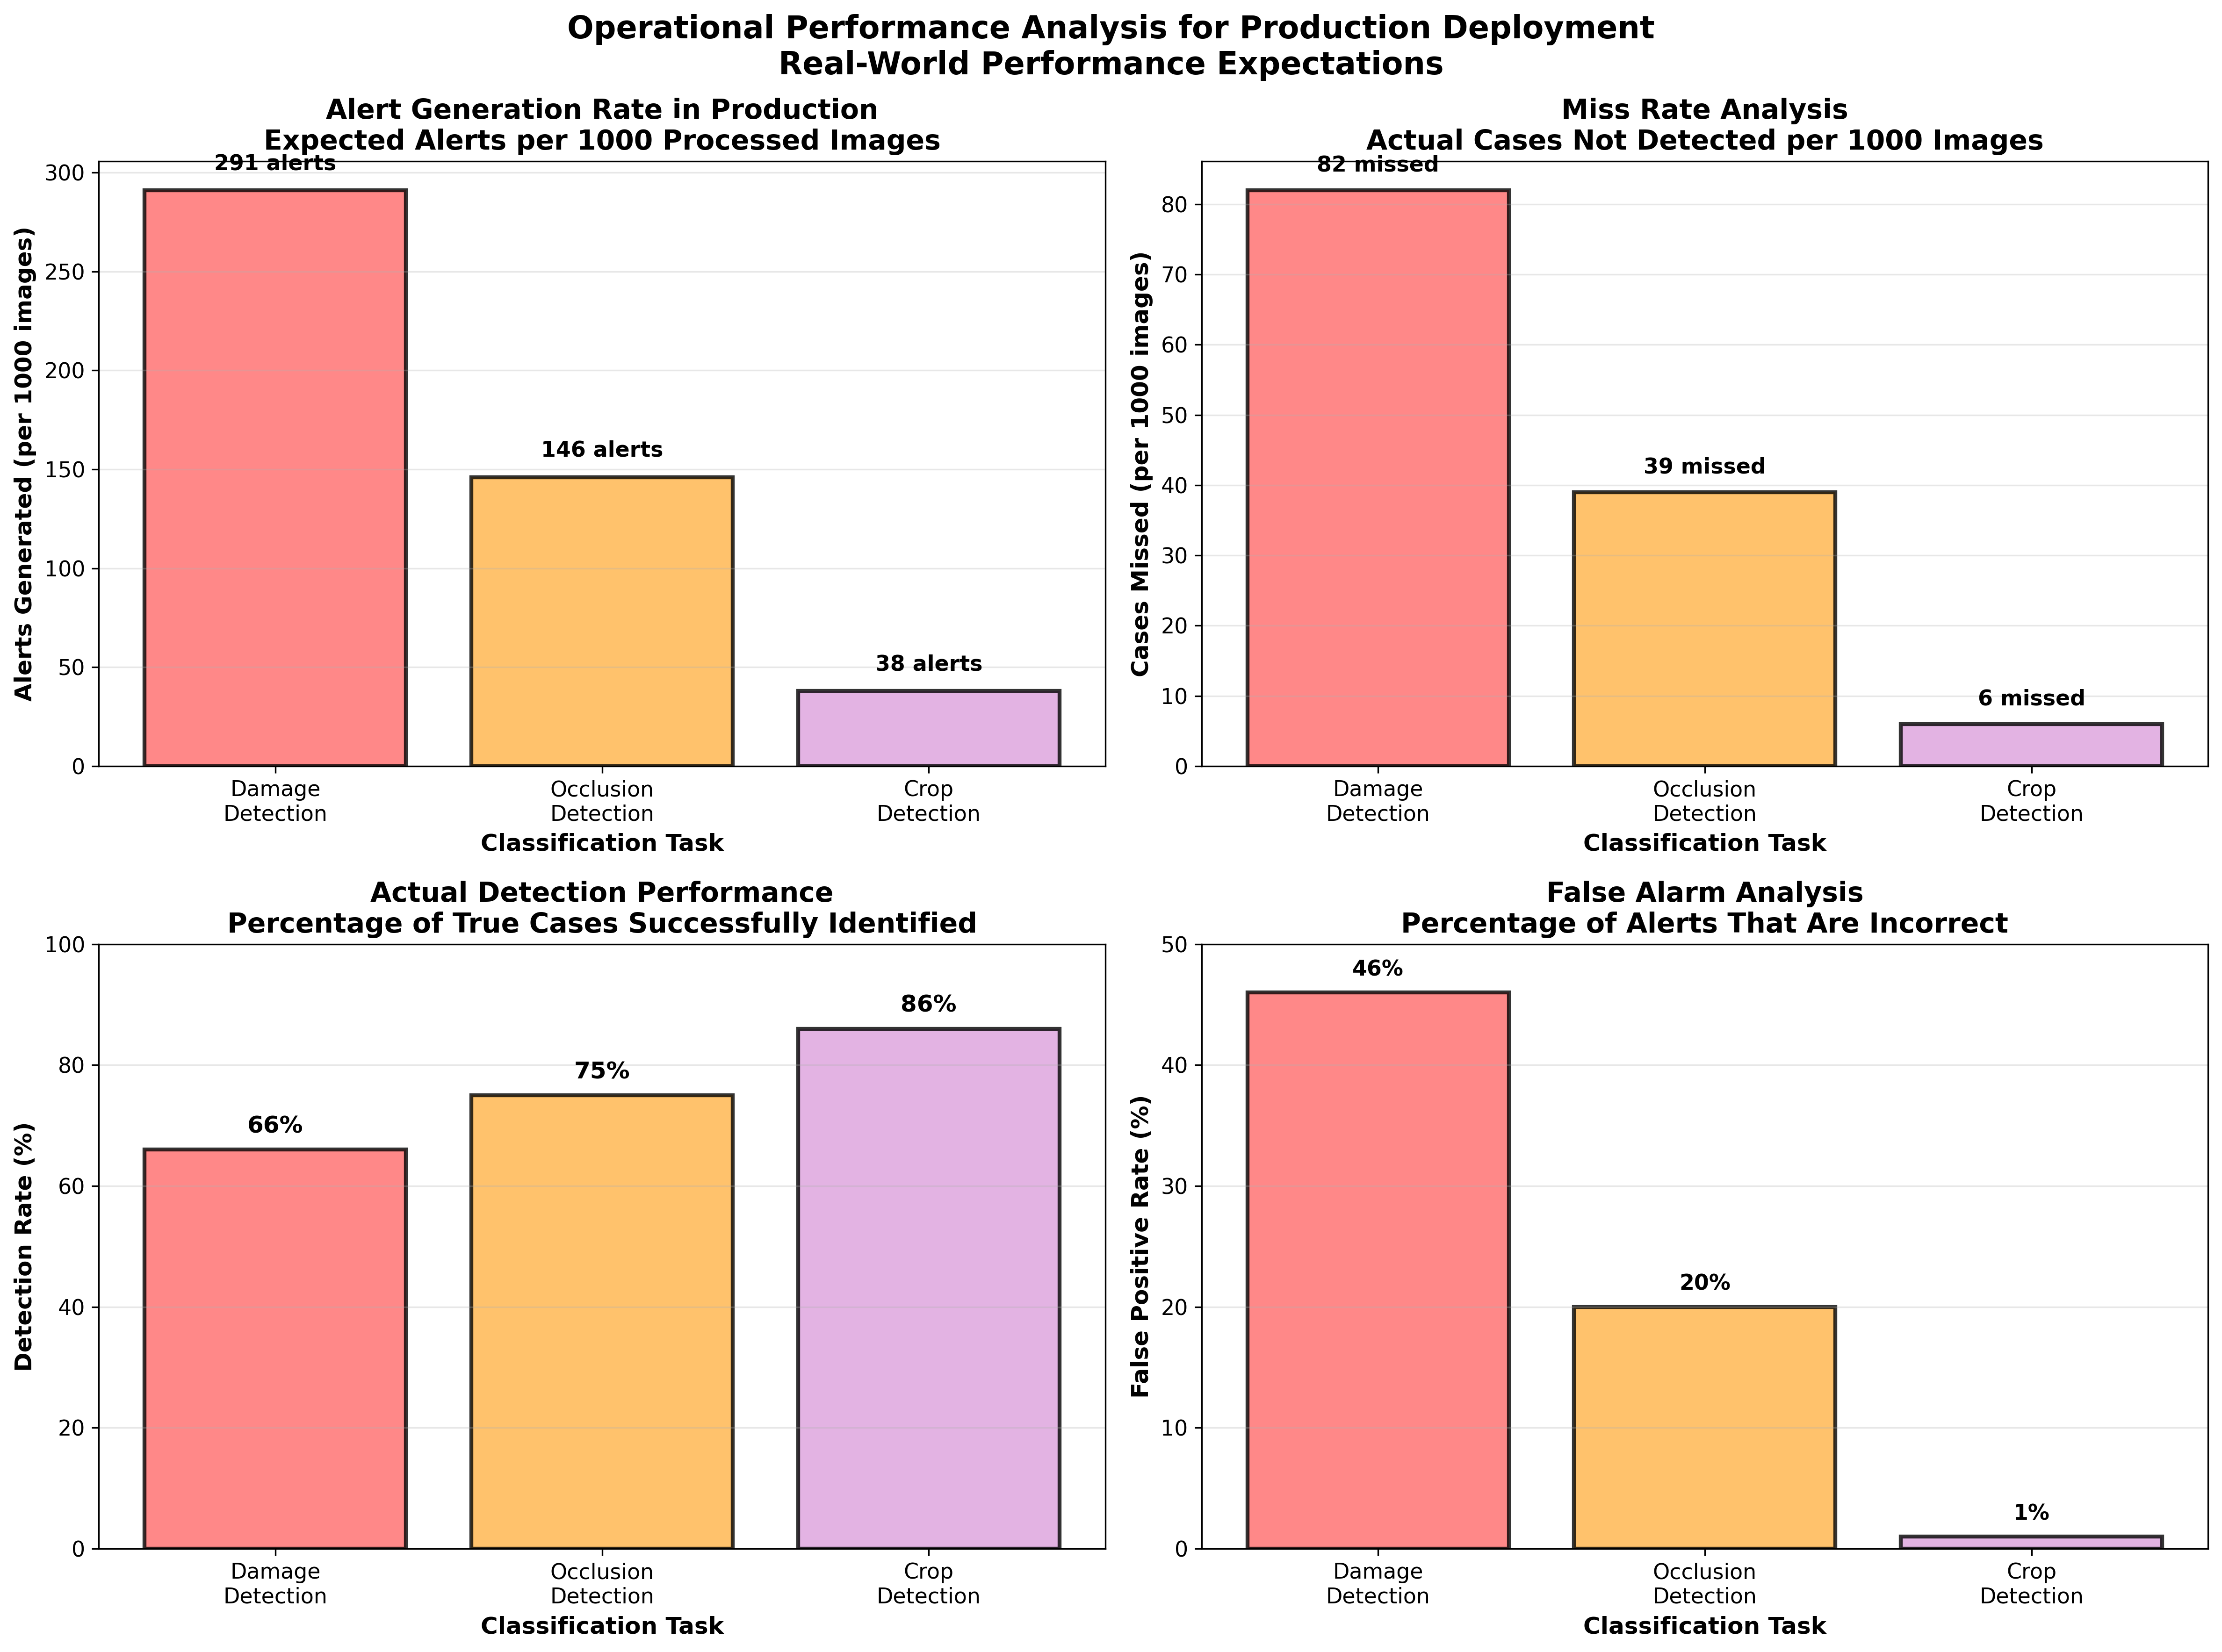 Operational Performance Analysis for Production Deployment
Real-World Performance Expectations
Alert Generation Rate in Production
Expected Alerts per 1000 Processed Images
Alerts Generated (per 1000 images)
300
250
200
150
100
50
0
291 alerts
146 alerts
38 alerts
Damage
Detection
Occlusion
Detection
Crop
Detection
Classification Task
Miss Rate Analysis
Actual Cases Not Detected per 1000 Images
Cases Missed (per 1000 images)
80
70
60
50
40
30
20
10
0
82 missed
39 missed
6 missed
Damage
Detection
Occlusion
Detection
Crop
Detection
Classification Task
Actual Detection Performance
Percentage of True Cases Successfully Identified
Detection Rate (%)
100
80
60
40
20
0
66%
75%
86%
Damage
Detection
Occlusion
Detection
Crop
Detection
Classification Task
False Alarm Analysis
Percentage of Alerts That Are Incorrect
False Positive Rate (%)
50
40
30
20
10
0
46%
20%
1%
Damage
Detection
Occlusion
Detection
Crop
Detection
Classification Task